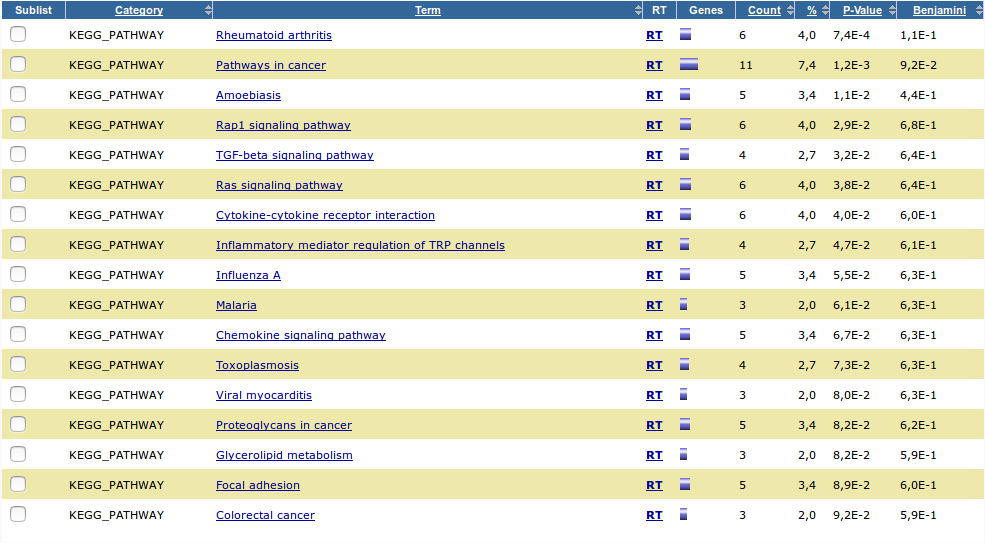 Sublist Category Term RT Genes Count % P-Value Benjamini
KEGG_PATHWAY Rheumatoid arthritis RT 6 4,0 7,4E-4 1,1E-1
KEGG_PATHWAY Pathways in cancer RT 11 7,4 1,2E-3 9,2E-2
KEGG_PATHWAY Amoebiasis RT 5 3,4 1,1E-2 4,4E-1
KEGG_PATHWAY Rap1 signaling pathway RT 6 4,0 2,9E-2 6,8E-1
KEGG_PATHWAY TGF-beta signaling pathway RT 4 2,7 3,2E-2 6,4E-1
KEGG_PATHWAY Ras signaling pathway RT 6 4,0 3,8E-2 6,4E-1
KEGG_PATHWAY Cytokine-cytokine receptor interaction RT 6 4,0 4,0E-2 6,0E-1
KEGG_PATHWAY Inflammatory mediator regulation of TRP channels RT 4 2,7 4,7E-2 6,1E-1
KEGG_PATHWAY Influenza A RT 5 3,4 5,5E-2 6,3E-1
KEGG_PATHWAY Malaria RT 3 2,0 6,1E-2 6,3E-1
KEGG_PATHWAY Chemokine signaling pathway RT 5 3,4 6,7E-2 6,3E-1
KEGG_PATHWAY Toxoplasmosis RT 4 2,7 7,3E-2 6,3E-1
KEGG_PATHWAY Viral myocarditis RT 3 2,0 8,0E-2 6,3E-1
KEGG_PATHWAY Proteoglycans in cancer RT 5 3,4 8,2E-2 6,2E-1
KEGG_PATHWAY Glycerolipid metabolism RT 3 2,0 8,2E-2 5,9E-1
KEGG_PATHWAY Focal adhesion RT 5 3,4 8,9E-2 6,0E-1
KEGG_PATHWAY Colorectal cancer RT 3 2,0 9,2E-2 5,9E-1